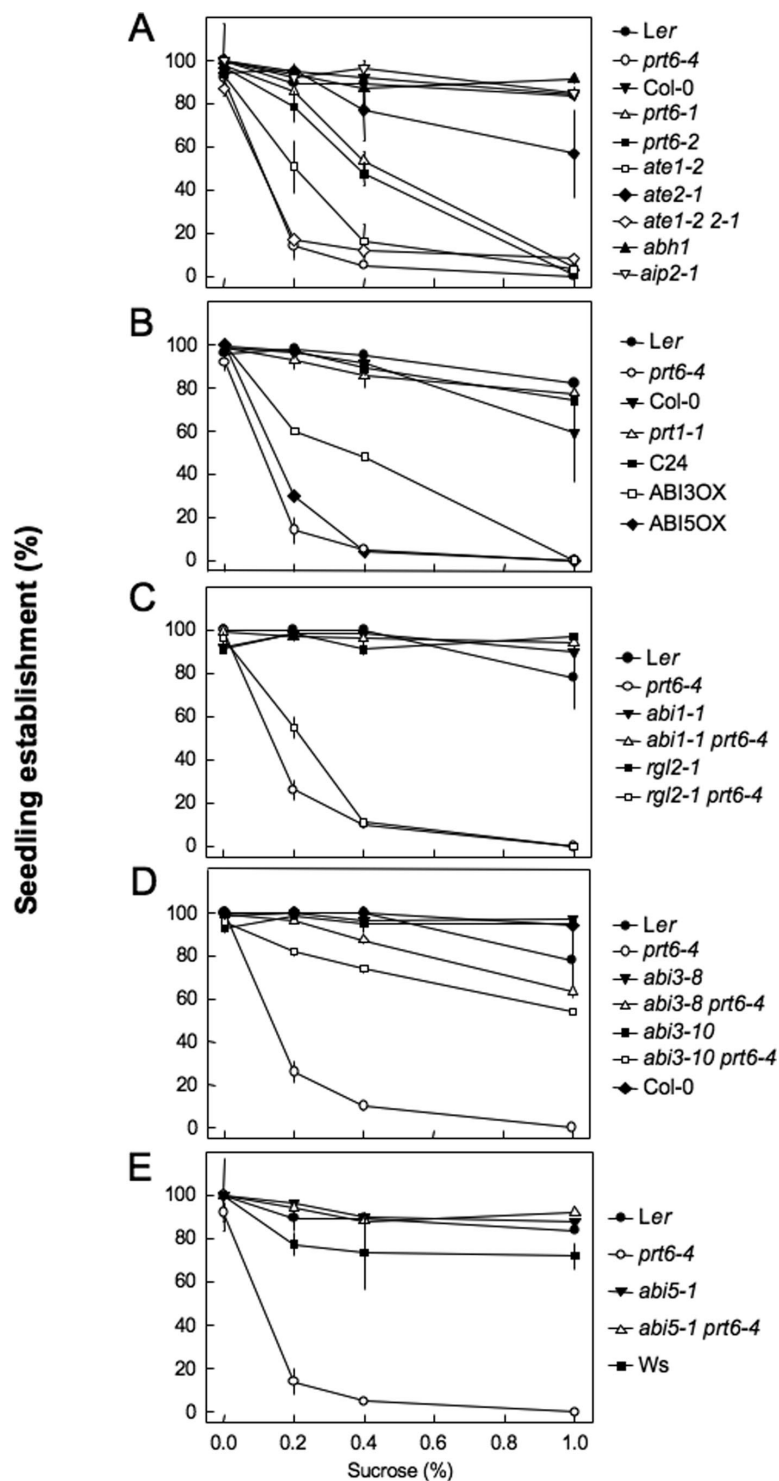 Seedling establishment (%)
A
100
80
60
40
20
0
Ler
prt6-4
Col-0
prt6-1
prt6-2
ate1-2
ate2-1
ate1-2 2-1
abh1
aip2-1
B
100
80
60
40
20
0
Ler
prt6-4
Col-0
prt1-1
C24
ABI3OX
ABI5OX
C
100
80
60
40
20
0
Ler
prt6-4
abi1-1
abi1-1 prt6-4
rgl2-1
rgl2-1 prt6-4
D
100
80
60
40
20
0
Ler
prt6-4
abi3-8
abi3-8 prt6-4
abi3-10
abi3-10 prt6-4
Col-0
E
100
80
60
40
20
0
Ler
prt6-4
abi5-1
abi5-1 prt6-4
Ws
0.0 0.2 0.4 0.6 0.8 1.0
Sucrose (%)